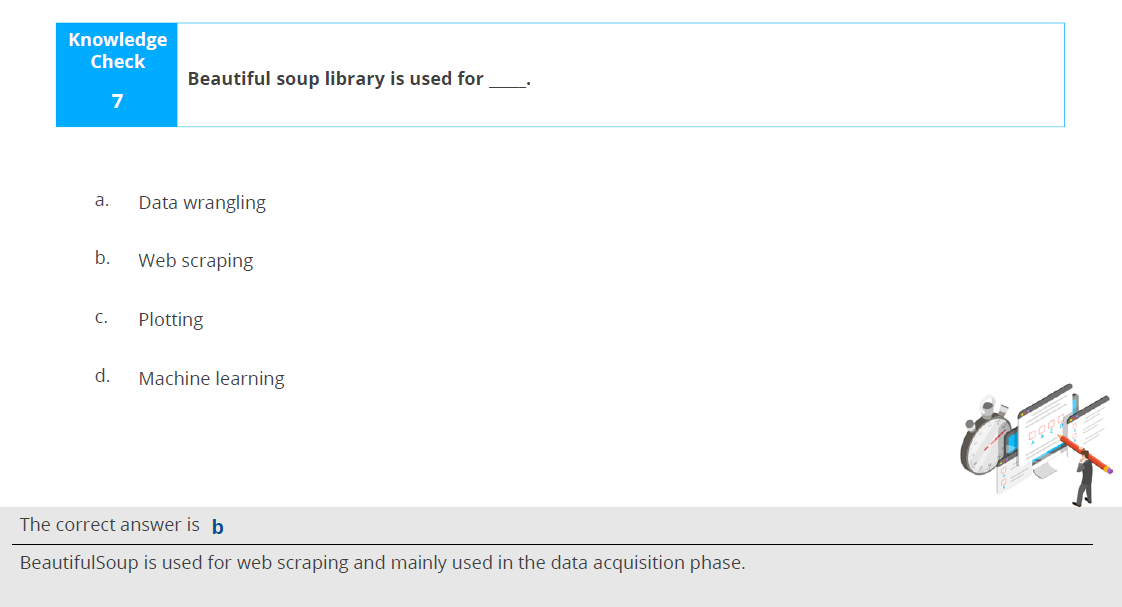 Knowledge
Check
7
Beautiful soup library is used for ____.
a. Data wrangling
b. Web scraping
c. Plotting
d. Machine learning
The correct answer is b
BeautifulSoup is used for web scraping and mainly used in the data acquisition phase.